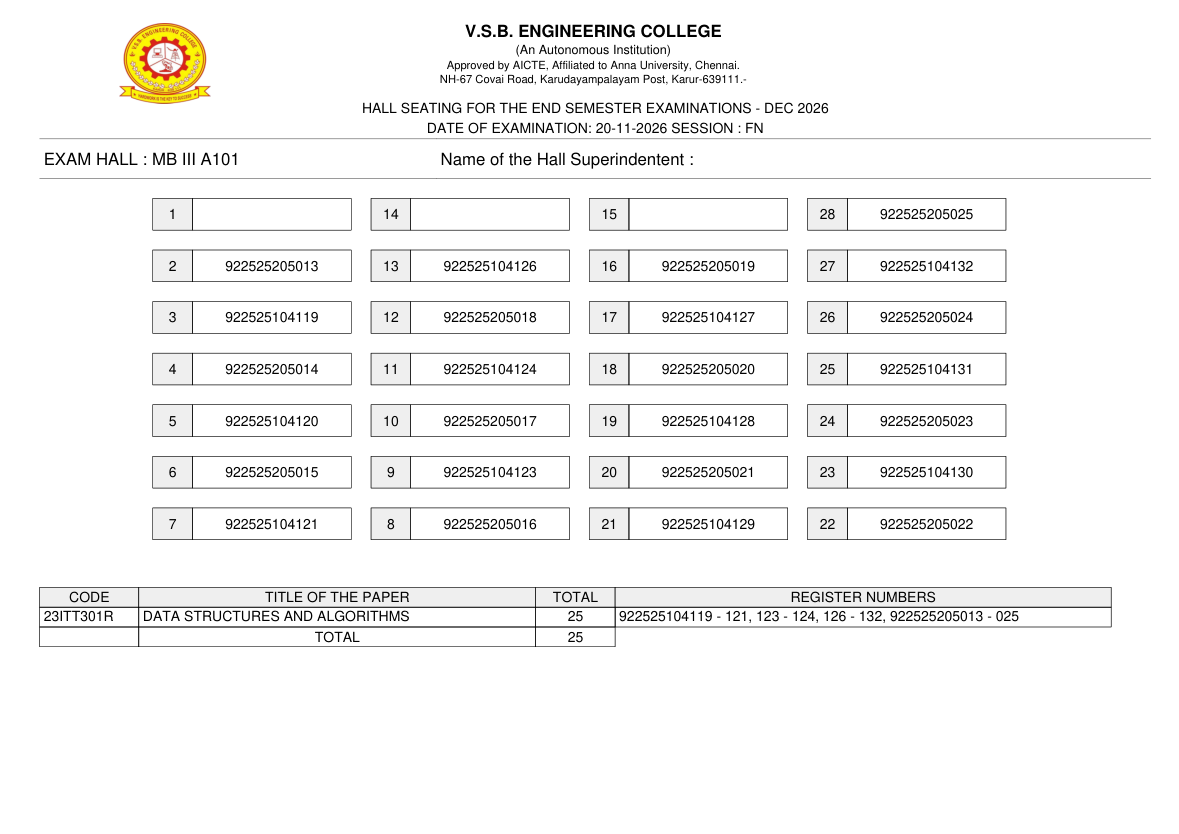 V.S.B. ENGINEERING COLLEGE
(An Autonomous Institution)
Approved by AICTE, Affiliated to Anna University, Chennai.
NH-67 Covai Road, Karudayampalayam Post, Karur-639111.-
HALL SEATING FOR THE END SEMESTER EXAMINATIONS - DEC 2026
DATE OF EXAMINATION: 20-11-2026 SESSION : FN
EXAM HALL : MB III A101 Name of the Hall Superintendent :
1 14 15 28 922525205025
2 922525205013 13 922525104126 16 922525205019 27 922525104132
3 922525104119 12 922525205018 17 922525104127 26 922525205024
4 922525205014 11 922525104124 18 922525205020 25 922525104131
5 922525104120 10 922525205017 19 922525104128 24 922525205023
6 922525205015 9 922525104123 20 922525205021 23 922525104130
7 922525104121 8 922525205016 21 922525104129 22 922525205022
CODE TITLE OF THE PAPER TOTAL REGISTER NUMBERS
23ITT301R DATA STRUCTURES AND ALGORITHMS 25 922525104119 - 121, 123 - 124, 126 - 132, 922525205013 - 025
TOTAL 25